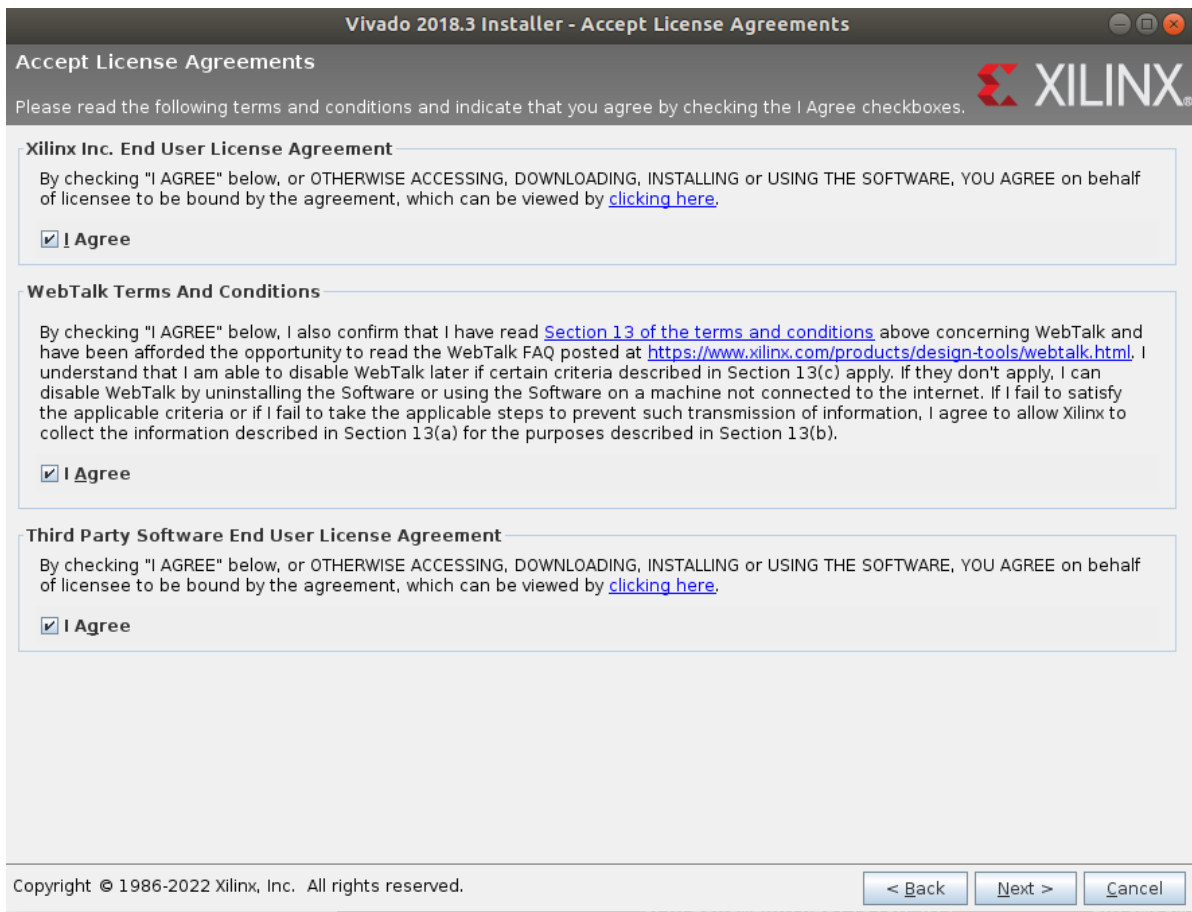 Vivado 2018.3 Installer - Accept License Agreements
Accept License Agreements
Please read the following terms and conditions and indicate that you agree by checking the I Agree checkboxes.
XILINX®
Xilinx Inc. End User License Agreement
By checking "I AGREE" below, or OTHERWISE ACCESSING, DOWNLOADING, INSTALLING or USING THE SOFTWARE, YOU AGREE on behalf
of licensee to be bound by the agreement, which can be viewed by clicking here.
I Agree
WebTalk Terms And Conditions
By checking "I AGREE" below, I also confirm that I have read Section 13 of the terms and conditions above concerning WebTalk and
have been afforded the opportunity to read the WebTalk FAQ posted at https://www.xilinx.com/products/design-tools/webtalk.html. I
understand that I am able to disable WebTalk later if certain criteria described in Section 13(c) apply. If they don't apply, I can
disable WebTalk by uninstalling the Software or using the Software on a machine not connected to the internet. If I fail to satisfy
the applicable criteria or if I fail to take the applicable steps to prevent such transmission of information, I agree to allow Xilinx to
collect the information described in Section 13(a) for the purposes described in Section 13(b).
I Agree
Third Party Software End User License Agreement
By checking "I AGREE" below, or OTHERWISE ACCESSING, DOWNLOADING, INSTALLING or USING THE SOFTWARE, YOU AGREE on behalf
of licensee to be bound by the agreement, which can be viewed by clicking here.
I Agree
Copyright © 1986-2022 Xilinx, Inc. All rights reserved.
< Back
Next >
Cancel